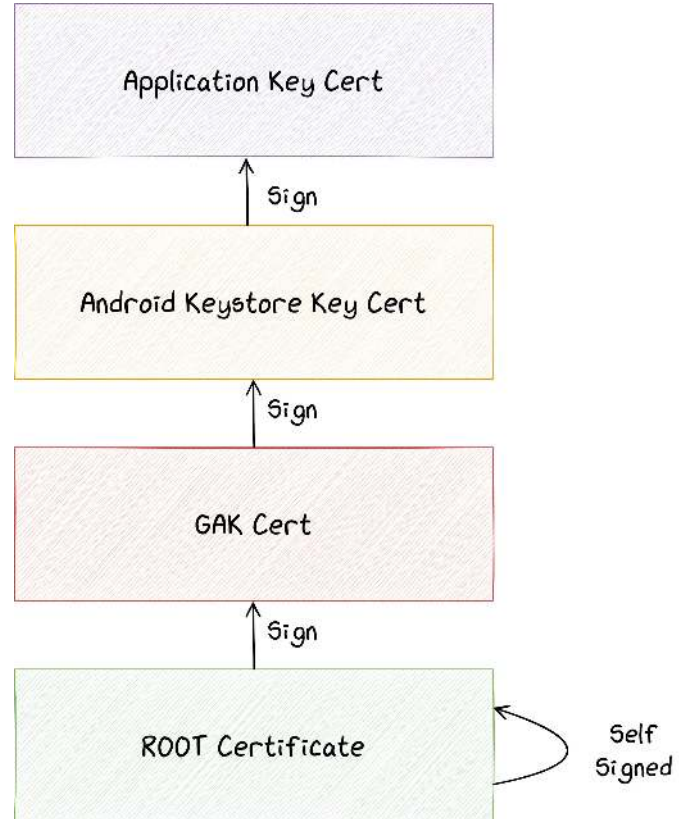 Application Key Cert
Sign
Android Keystore Key Cert
Sign
GAK Cert
Sign
ROOT Certificate
Self
Signed